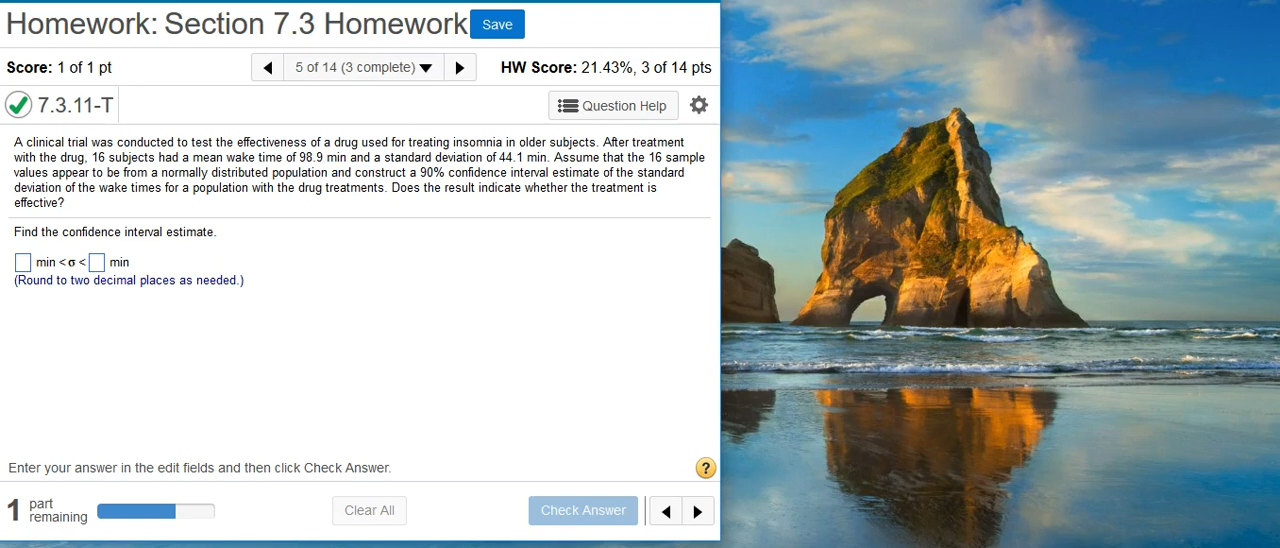 Homework: Section 7.3 Homework Save
Score: 1 of 1 pt 5 of 14 (3 complete) HW Score: 21.43%, 3 of 14 pts
7.3.11-T Question Help
A clinical trial was conducted to test the effectiveness of a drug used for treating insomnia in older subjects. After treatment
with the drug, 16 subjects had a mean wake time of 98.9 min and a standard deviation of 44.1 min. Assume that the 16 sample
values appear to be from a normally distributed population and construct a 90% confidence interval estimate of the standard
deviation of the wake times for a population with the drug treatments. Does the result indicate whether the treatment is
effective?
Find the confidence interval estimate.
min <σ< min
(Round to two decimal places as needed.)
Enter your answer in the edit fields and then click Check Answer. ?
1 part
remaining
Clear All Check Answer